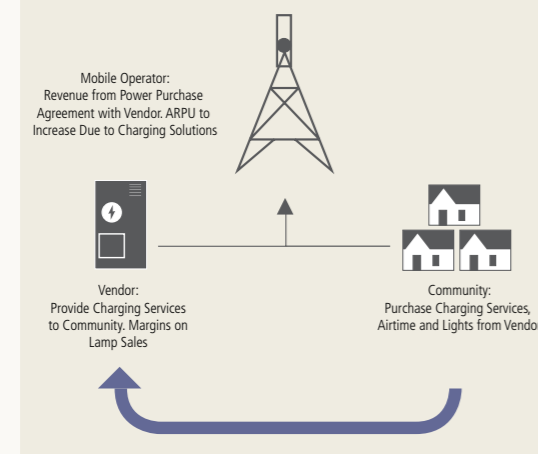 Mobile Operator:
Revenue from Power Purchase
Agreement with Vendor. ARPU to
Increase Due to Charging Solutions
Vendor:
Provide Charging Services
to Community. Margins on
Lamp Sales
Community:
Purchase Charging Services,
Airtime and Lights from Vendor